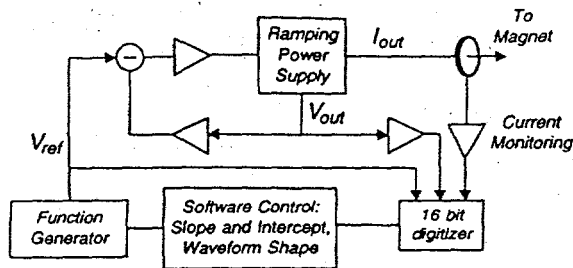 To
Magnet
Ramping
Power
Supply
I_out
−
V_out
Current
Monitoring
V_ref
Function
Generator
Software Control:
Slope and Intercept,
Waveform Shape
16 bit
digitizer